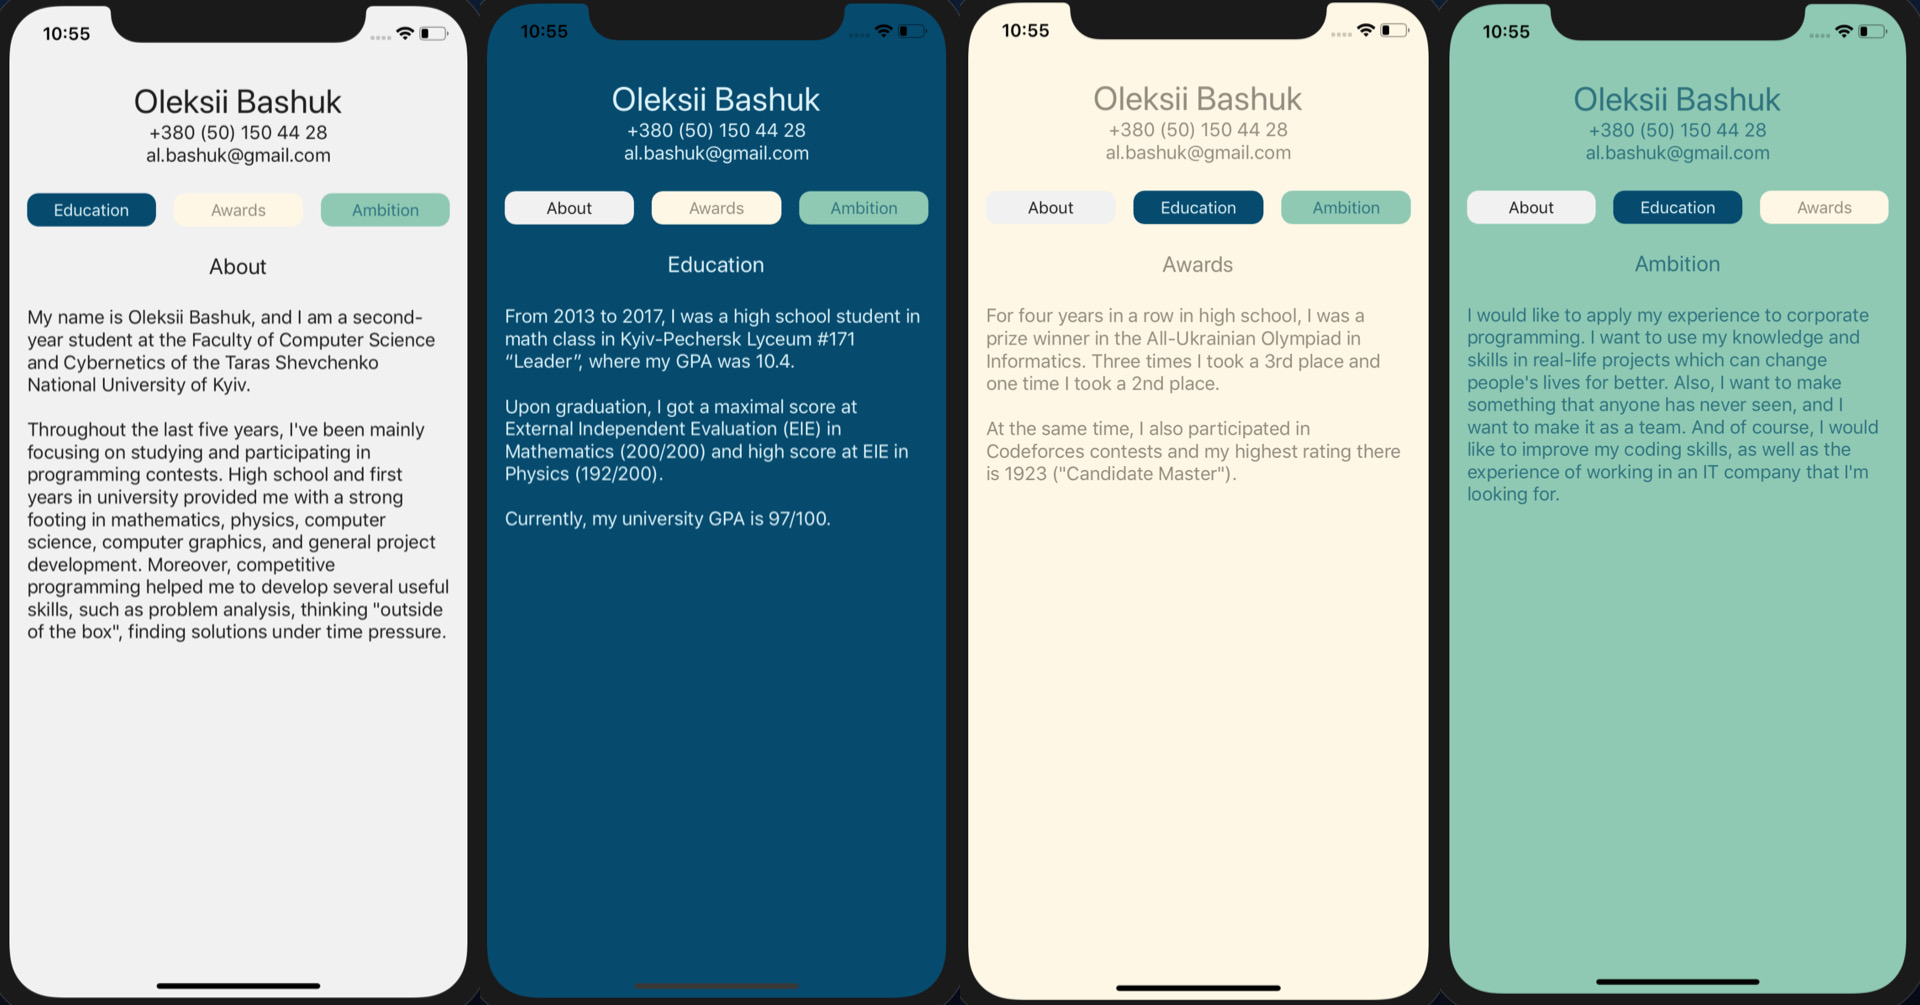 10:55
Oleksii Bashuk
+380 (50) 150 44 28
al.bashuk@gmail.com
Education
Awards
Ambition
About
My name is Oleksii Bashuk, and I am a second-
year student at the Faculty of Computer Science
and Cybernetics of the Taras Shevchenko
National University of Kyiv.
Throughout the last five years, I've been mainly
focusing on studying and participating in
programming contests. High school and first
years in university provided me with a strong
footing in mathematics, physics, computer
science, computer graphics, and general project
development. Moreover, competitive
programming helped me to develop several useful
skills, such as problem analysis, thinking "outside
of the box", finding solutions under time pressure.
10:55
Oleksii Bashuk
+380 (50) 150 44 28
al.bashuk@gmail.com
About
Awards
Ambition
Education
From 2013 to 2017, I was a high school student in
math class in Kyiv-Pechersk Lyceum #171
“Leader”, where my GPA was 10.4.
Upon graduation, I got a maximal score at
External Independent Evaluation (EIE) in
Mathematics (200/200) and high score at EIE in
Physics (192/200).
Currently, my university GPA is 97/100.
10:55
Oleksii Bashuk
+380 (50) 150 44 28
al.bashuk@gmail.com
About
Education
Ambition
Awards
For four years in a row in high school, I was a
prize winner in the All-Ukrainian Olympiad in
Informatics. Three times I took a 3rd place and
one time I took a 2nd place.
At the same time, I also participated in
Codeforces contests and my highest rating there
is 1923 ("Candidate Master").
10:55
Oleksii Bashuk
+380 (50) 150 44 28
al.bashuk@gmail.com
About
Education
Awards
Ambition
I would like to apply my experience to corporate
programming. I want to use my knowledge and
skills in real-life projects which can change
people's lives for better. Also, I want to make
something that anyone has never seen, and I
want to make it as a team. And of course, I would
like to improve my coding skills, as well as the
experience of working in an IT company that I'm
looking for.